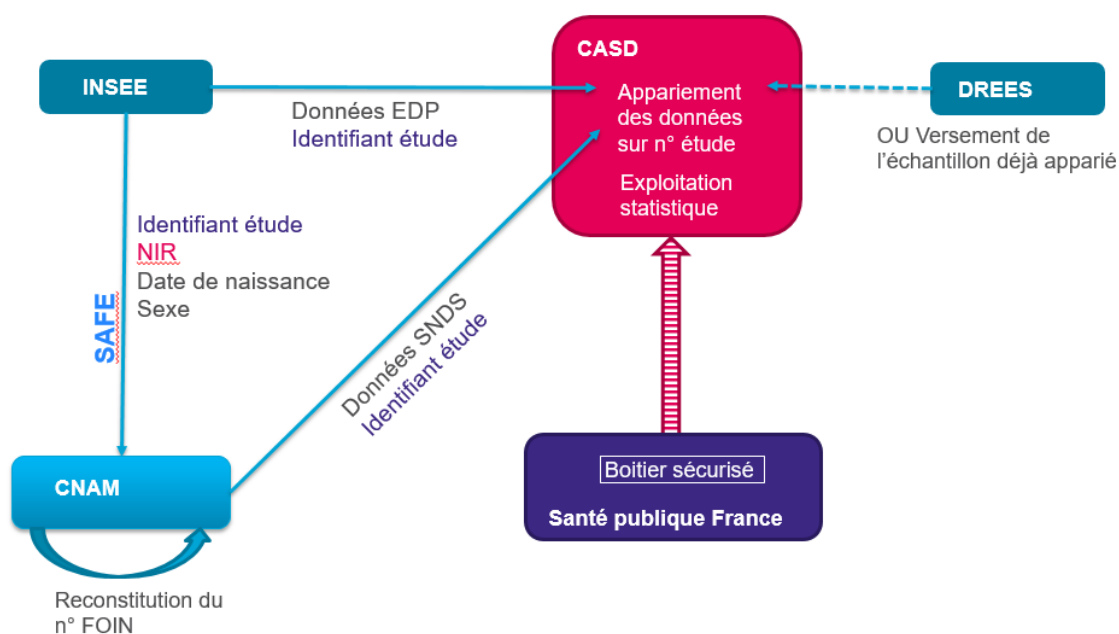 INSEE
Données EDP
Identifiant étude
CASD
Appariement
des données
sur n° étude
Exploitation
statistique
DREES
OU Versement de
l'échantillon déjà apparié
Identifiant étude
NIR
Date de naissance
Sexe
SAFE
Données SNDS
Identifiant étude
CNAM
Reconstitution du
n° FOIN
Boitier sécurisé
Santé publique France